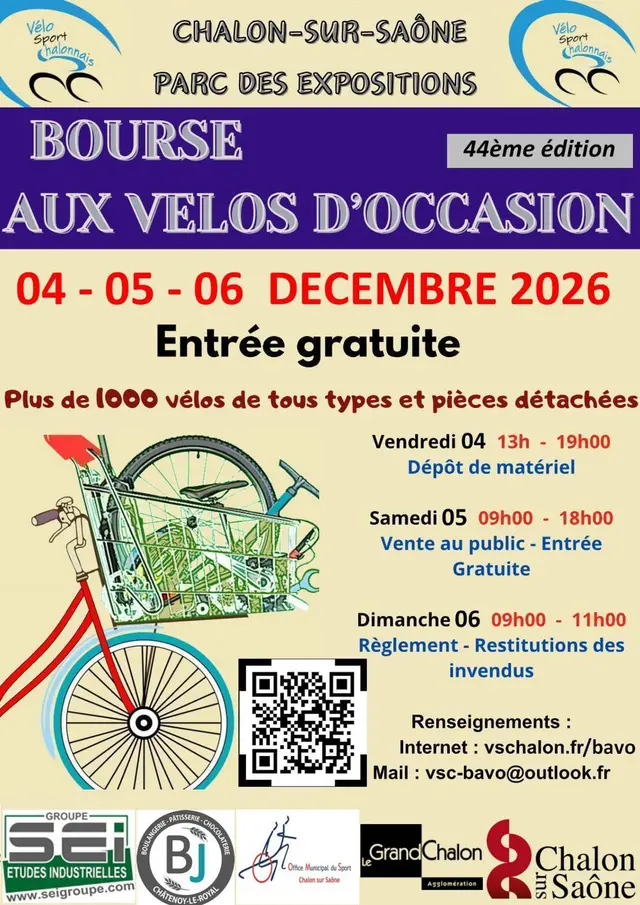 Vélo
Sport
Chalonnais
CHALON-SUR-SAÔNE
PARC DES EXPOSITIONS
Vélo
Sport
Chalonnais
BOURSE
44ème édition
AUX VELOS D'OCCASION
04 - 05 - 06 DECEMBRE 2026
Entrée gratuite
Plus de 1000 vélos de tous types et pièces détachées
Vendredi 04 13h - 19h00
Dépôt de matériel
Samedi 05 09h00 - 18h00
Vente au public - Entrée
Gratuite
Dimanche 06 09h00 - 11h00
Règlement - Restitutions des
invendus
Renseignements :
Internet : vschalon.fr/bavo
Mail : vsc-bavo@outlook.fr
GROUPE
SEi
ETUDES INDUSTRIELLES
www.seigroupe.com
BOULANGERIE - PÂTISSERIE - CHOCOLATERIE
BJ
CHÂTENOY-LE-ROYAL
Office Municipal du Sport
Chalon sur Saône
Le GrandChalon
Agglomération
Chalon
sur Saône